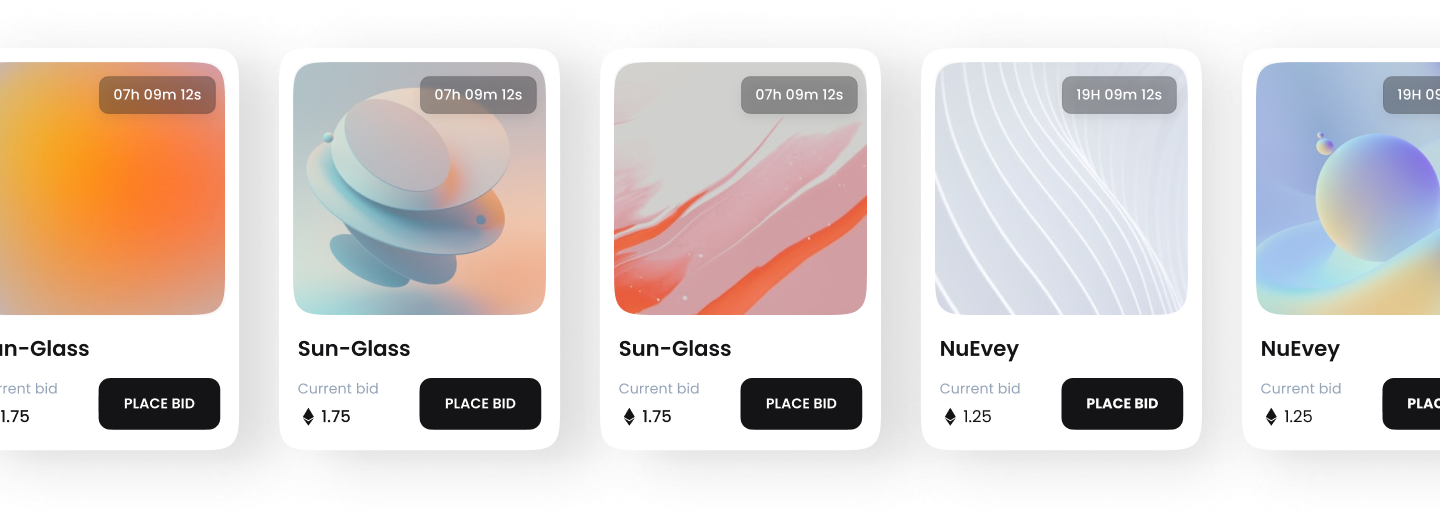 07h 09m 12s
un-Glass
rrent bid
1.75
PLACE BID
07h 09m 12s
Sun-Glass
Current bid
1.75
PLACE BID
07h 09m 12s
Sun-Glass
Current bid
1.75
PLACE BID
19H 09m 12s
NuEvey
Current bid
1.25
PLACE BID
19H 09
NuEvey
Current bid
1.25
PLAC